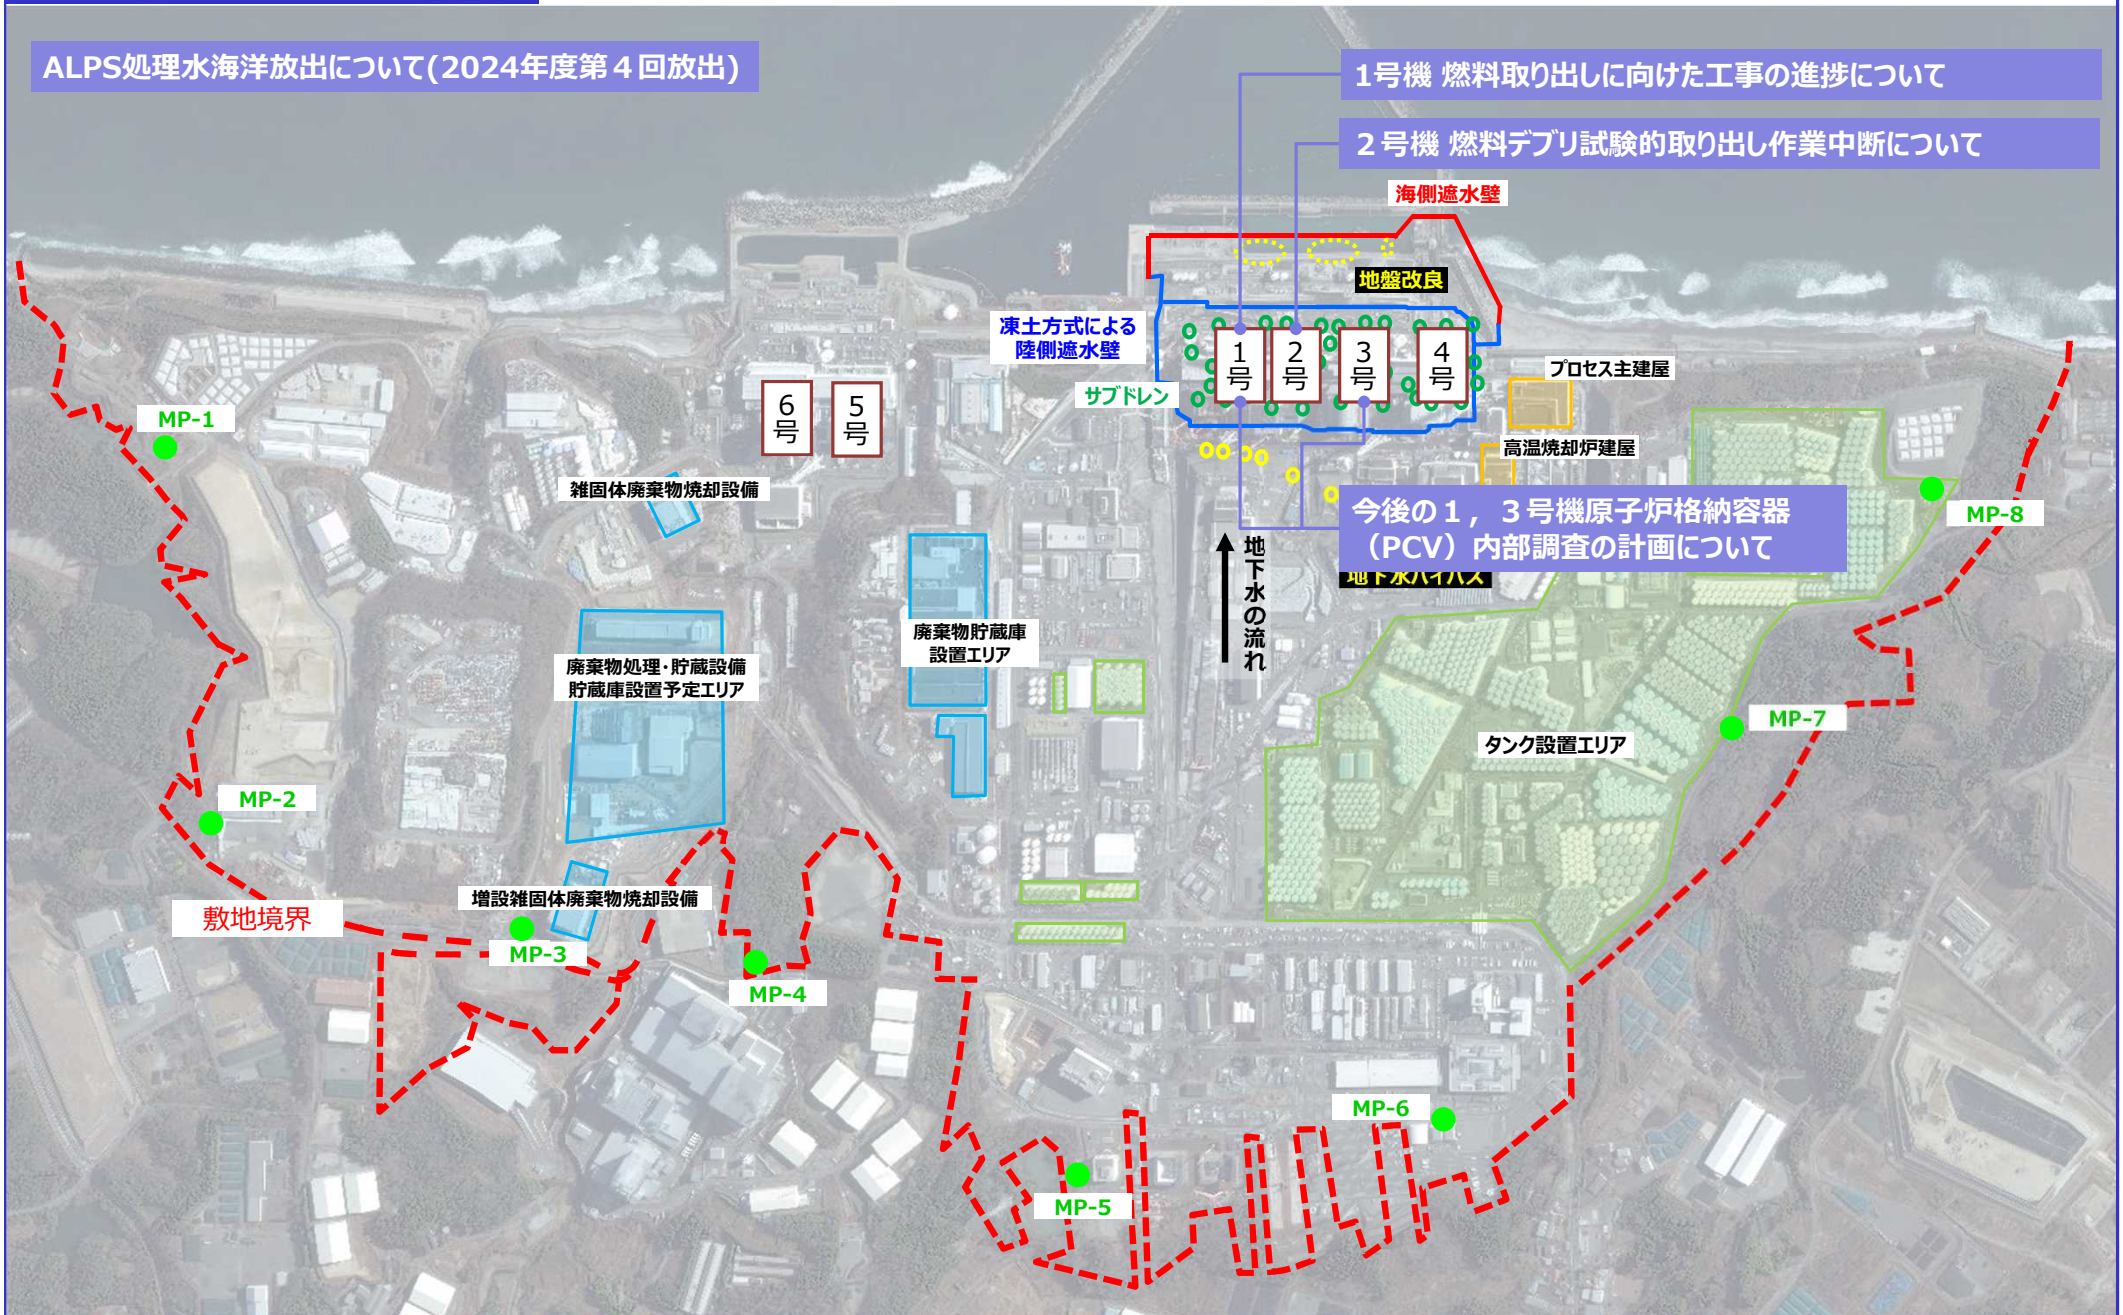 ALPS処理水海洋放出について(2024年度第４回放出)
1号機 燃料取り出しに向けた工事の進捗について
２号機 燃料デブリ試験的取り出し作業中断について
海側遮水壁
地盤改良
凍土方式による
陸側遮水壁
サブドレン
1号
2号
3号
4号
プロセス主建屋
6号
5号
高温焼却炉建屋
MP-1
雑固体廃棄物焼却設備
今後の１，３号機原子炉格納容器
（PCV）内部調査の計画について
MP-8
地下水バイパス
地下水の流れ
廃棄物貯蔵庫
設置エリア
廃棄物処理・貯蔵設備
貯蔵庫設置予定エリア
MP-7
タンク設置エリア
MP-2
増設雑固体廃棄物焼却設備
敷地境界
MP-3
MP-4
MP-6
MP-5